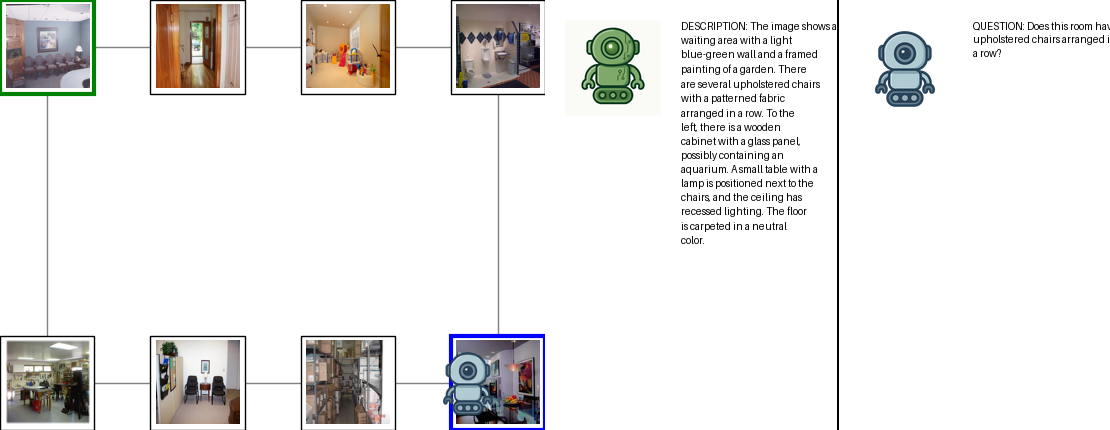 DESCRIPTION: The image shows a
waiting area with a light
blue-green wall and a framed
painting of a garden. There
are several upholstered chairs
with a patterned fabric
arranged in a row. To the
left, there is a wooden
cabinet with a glass panel,
possibly containing an
aquarium. A small table with a
lamp is positioned next to the
chairs, and the ceiling has
recessed lighting. The floor
is carpeted in a neutral
color.
QUESTION: Does this room hav
upholstered chairs arranged i
a row?